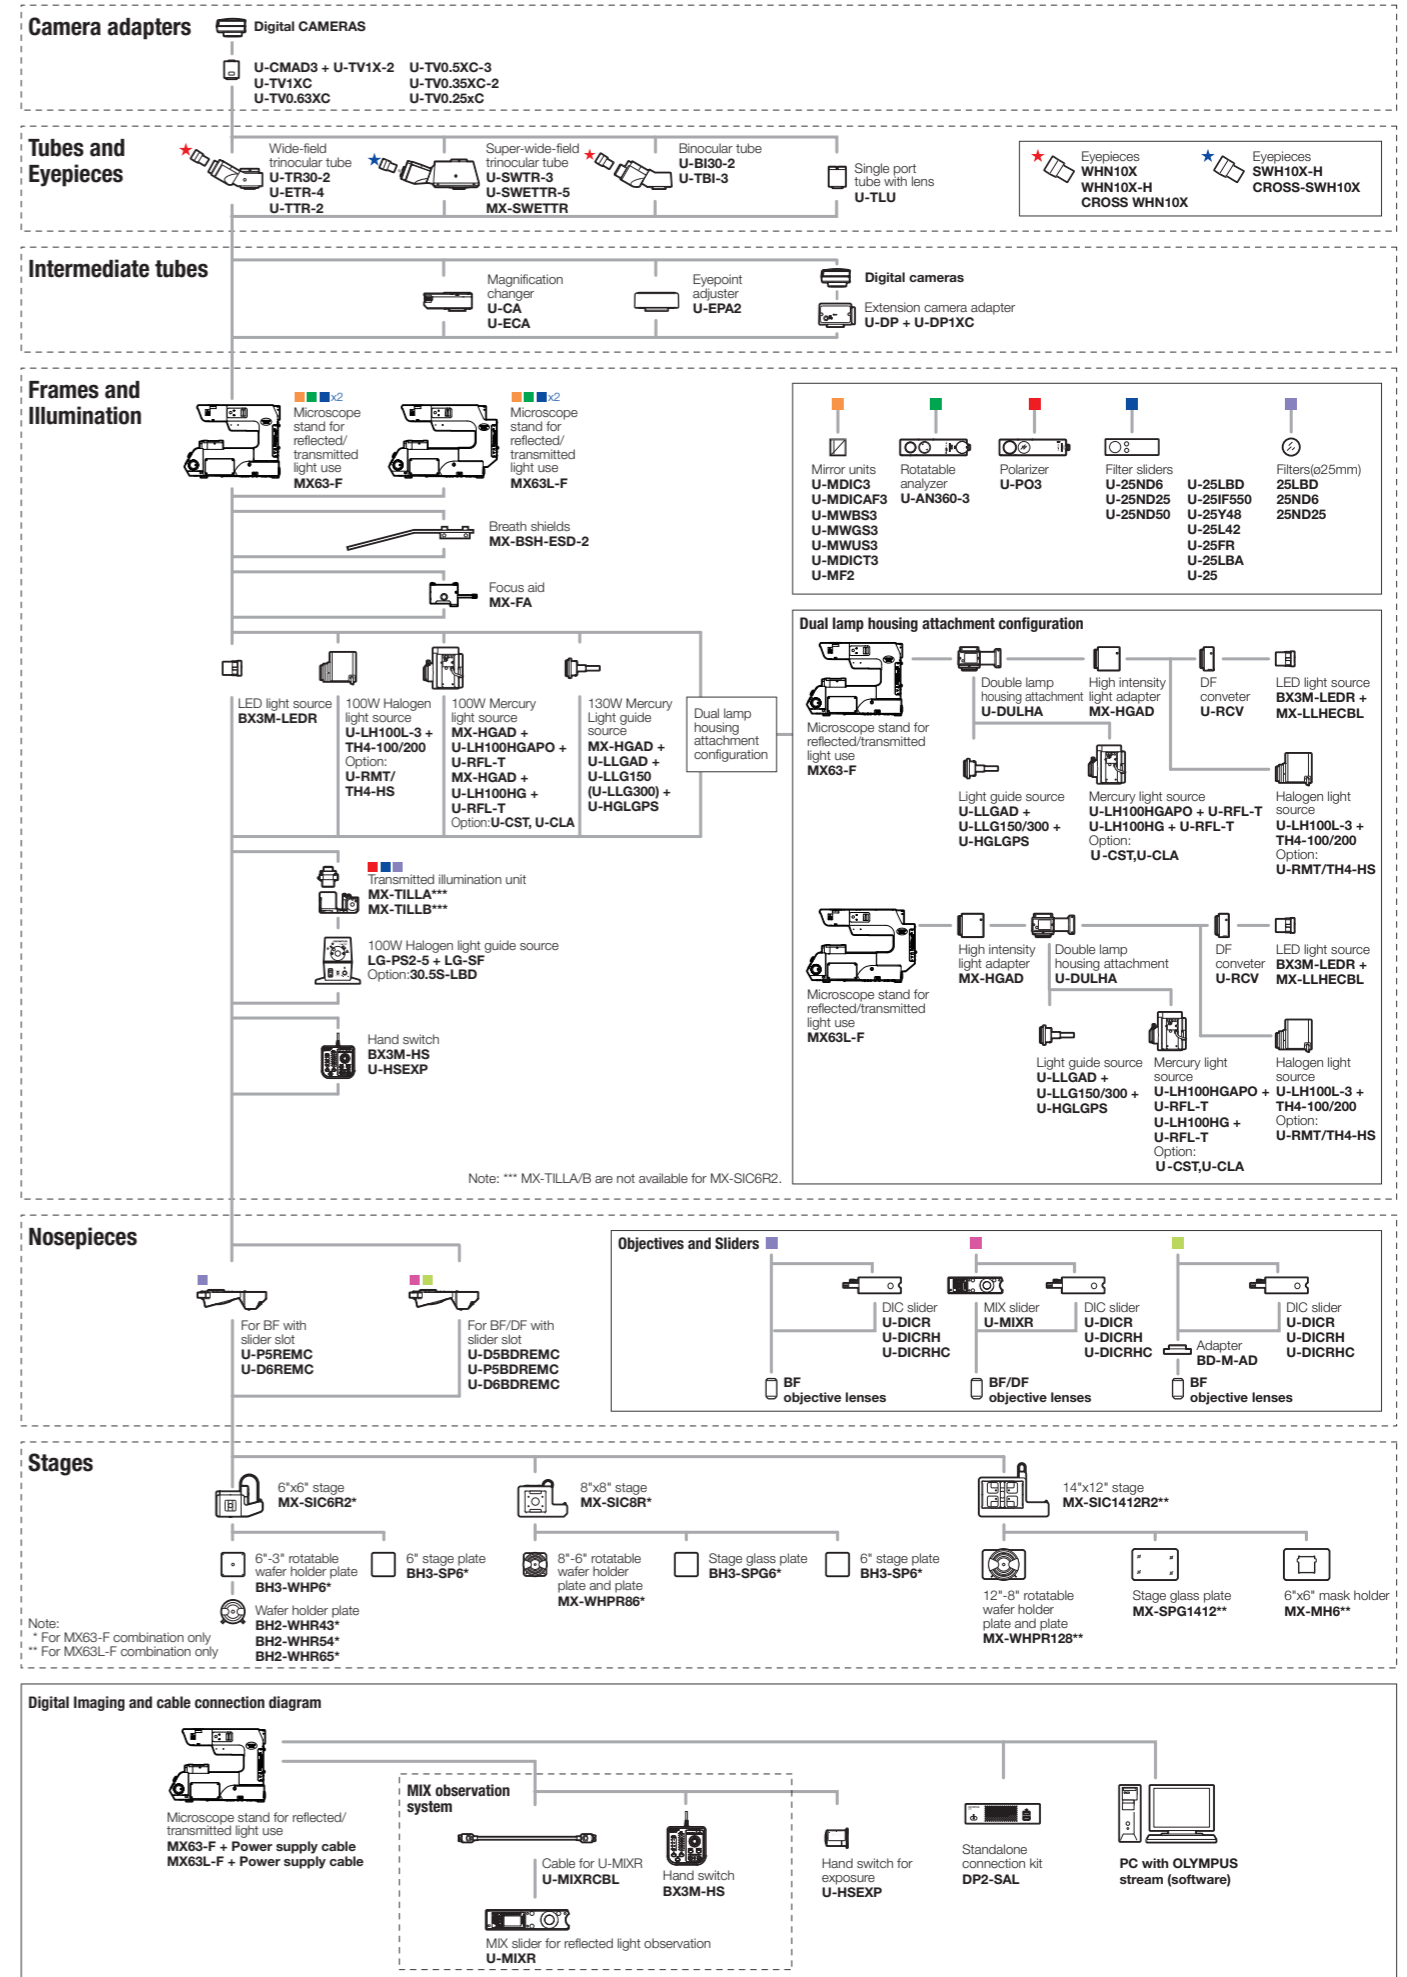 Camera adapters
Digital CAMERAS
U-CMAD3 + U-TV1X-2
U-TV1XC
U-TV0.63XC
U-TV0.5XC-3
U-TV0.35XC-2
U-TV0.25xC
Tubes and
Eyepieces
Wide-field
trinocular tube
U-TR30-2
U-ETR-4
U-TTR-2
Super-wide-field
trinocular tube
U-SWTR-3
U-SWETTR-5
MX-SWETTR
Binocular tube
U-BI30-2
U-TBI-3
Single port
tube with lens
U-TLU
Eyepieces
WHN10X
WHN10X-H
CROSS WHN10X
Eyepieces
SWH10X-H
CROSS-SWH10X
Intermediate tubes
Magnification
changer
U-CA
U-ECA
Eyepoint
adjuster
U-EPA2
Digital cameras
Extension camera adapter
U-DP + U-DP1XC
Frames and
Illumination
x2
Microscope
stand for
reflected/
transmitted
light use
MX63-F
x2
Microscope
stand for
reflected/
transmitted
light use
MX63L-F
Mirror units
U-MDIC3
U-MDICAF3
U-MWBS3
U-MWGS3
U-MWUS3
U-MDICT3
U-MF2
Rotatable
analyzer
U-AN360-3
Polarizer
U-PO3
Filter sliders
U-25ND6
U-25ND25
U-25ND50
U-25LBD
U-25IF550
U-25Y48
U-25L42
U-25FR
U-25LBA
U-25
Filters(ø25mm)
25LBD
25ND6
25ND25
Breath shields
MX-BSH-ESD-2
Focus aid
MX-FA
LED light source
BX3M-LEDR
100W Halogen
light source
U-LH100L-3 +
TH4-100/200
Option:
U-RMT/
TH4-HS
100W Mercury
light source
MX-HGAD +
U-LH100HGAPO +
U-RFL-T
MX-HGAD +
U-LH100HG +
U-RFL-T
Option:U-CST, U-CLA
130W Mercury
Light guide
source
MX-HGAD +
U-LLGAD +
U-LLG150
(U-LLG300) +
U-HGLGPS
Dual lamp
housing
attachment
configuration
Dual lamp housing attachment configuration
Microscope stand for
reflected/transmitted
light use
MX63-F
Double lamp
housing attachment
U-DULHA
High intensity
light adapter
MX-HGAD
DF
conveter
U-RCV
LED light source
BX3M-LEDR +
MX-LLHECBL
Light guide source
U-LLGAD +
U-LLG150/300 +
U-HGLGPS
Mercury light source
U-LH100HGAPO + U-RFL-T
U-LH100HG + U-RFL-T
Option:
U-CST,U-CLA
Halogen light
source
U-LH100L-3 +
TH4-100/200
Option:
U-RMT/TH4-HS
Microscope stand for
reflected/transmitted
light use
MX63L-F
High intensity
light adapter
MX-HGAD
Double lamp
housing attachment
U-DULHA
DF
conveter
U-RCV
LED light source
BX3M-LEDR +
MX-LLHECBL
Light guide source
U-LLGAD +
U-LLG150/300 +
U-HGLGPS
Mercury light
source
U-LH100HGAPO +
U-RFL-T
U-LH100HG +
U-RFL-T
Option:
U-CST,U-CLA
Halogen light
source
U-LH100L-3 +
TH4-100/200
Option:
U-RMT/TH4-HS
Transmitted illumination unit
MX-TILLA***
MX-TILLB***
100W Halogen light guide source
LG-PS2-5 + LG-SF
Option:30.5S-LBD
Hand switch
BX3M-HS
U-HSEXP
Note: *** MX-TILLA/B are not available for MX-SIC6R2.
Nosepieces
For BF with
slider slot
U-P5REMC
U-D6REMC
For BF/DF with
slider slot
U-D5BDREMC
U-P5BDREMC
U-D6BDREMC
Objectives and Sliders
DIC slider
U-DICR
U-DICRH
U-DICRHC
BF
objective lenses
MIX slider
U-MIXR
DIC slider
U-DICR
U-DICRH
U-DICRHC
BF/DF
objective lenses
DIC slider
U-DICR
U-DICRH
U-DICRHC
Adapter
BD-M-AD
BF
objective lenses
Stages
6"x6" stage
MX-SIC6R2*
8"x8" stage
MX-SIC8R*
14"x12" stage
MX-SIC1412R2**
6"-3" rotatable
wafer holder plate
BH3-WHP6*
6" stage plate
BH3-SP6*
8"-6" rotatable
wafer holder
plate and plate
MX-WHPR86*
Stage glass plate
BH3-SPG6*
6" stage plate
BH3-SP6*
12"-8" rotatable
wafer holder
plate and plate
MX-WHPR128**
Stage glass plate
MX-SPG1412**
6"x6" mask holder
MX-MH6**
Wafer holder plate
BH2-WHR43*
BH2-WHR54*
BH2-WHR65*
Note:
* For MX63-F combination only
** For MX63L-F combination only
Digital Imaging and cable connection diagram
Microscope stand for reflected/
transmitted light use
MX63-F + Power supply cable
MX63L-F + Power supply cable
MIX observation
system
Cable for U-MIXR
U-MIXRCBL
Hand switch
BX3M-HS
MIX slider for reflected light observation
U-MIXR
Hand switch for
exposure
U-HSEXP
Standalone
connection kit
DP2-SAL
PC with OLYMPUS
stream (software)